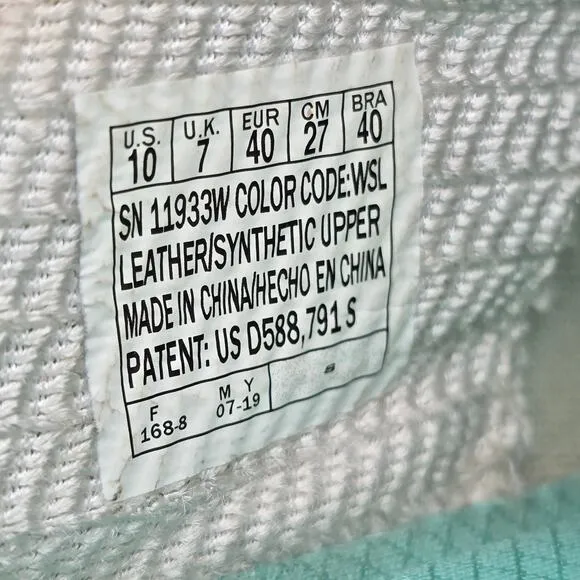 U.S. U.K. EUR CM BRA
10 7 40 27 40
SN 11933W COLOR CODE:WSL
LEATHER/SYNTHETIC UPPER
MADE IN CHINA/HECHO EN CHINA
PATENT: US D588,791 S
F M Y
168-8 07-19